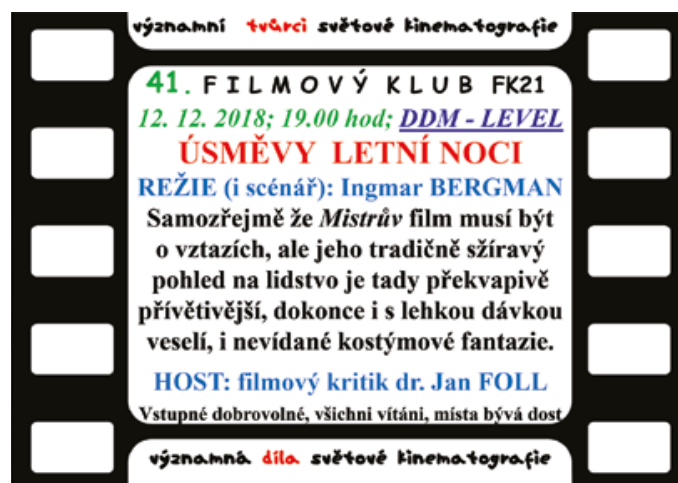 významní tvůrci světové kinematografie
41. FILMOVÝ KLUB FK21
12. 12. 2018; 19.00 hod; DDM - LEVEL
ÚSMĚVY LETNÍ NOCI
REŽIE (i scénář): Ingmar BERGMAN
Samozřejmě že Mistrův film musí být
o vztazích, ale jeho tradičně sžíravý
pohled na lidstvo je tady překvapivě
přívětivější, dokonce i s lehkou dávkou
veselí, i nevídané kostýmové fantazie.
HOST: filmový kritik dr. Jan FOLL
Vstupné dobrovolné, všichni vítáni, místa bývá dost
významná díla světové kinematografie